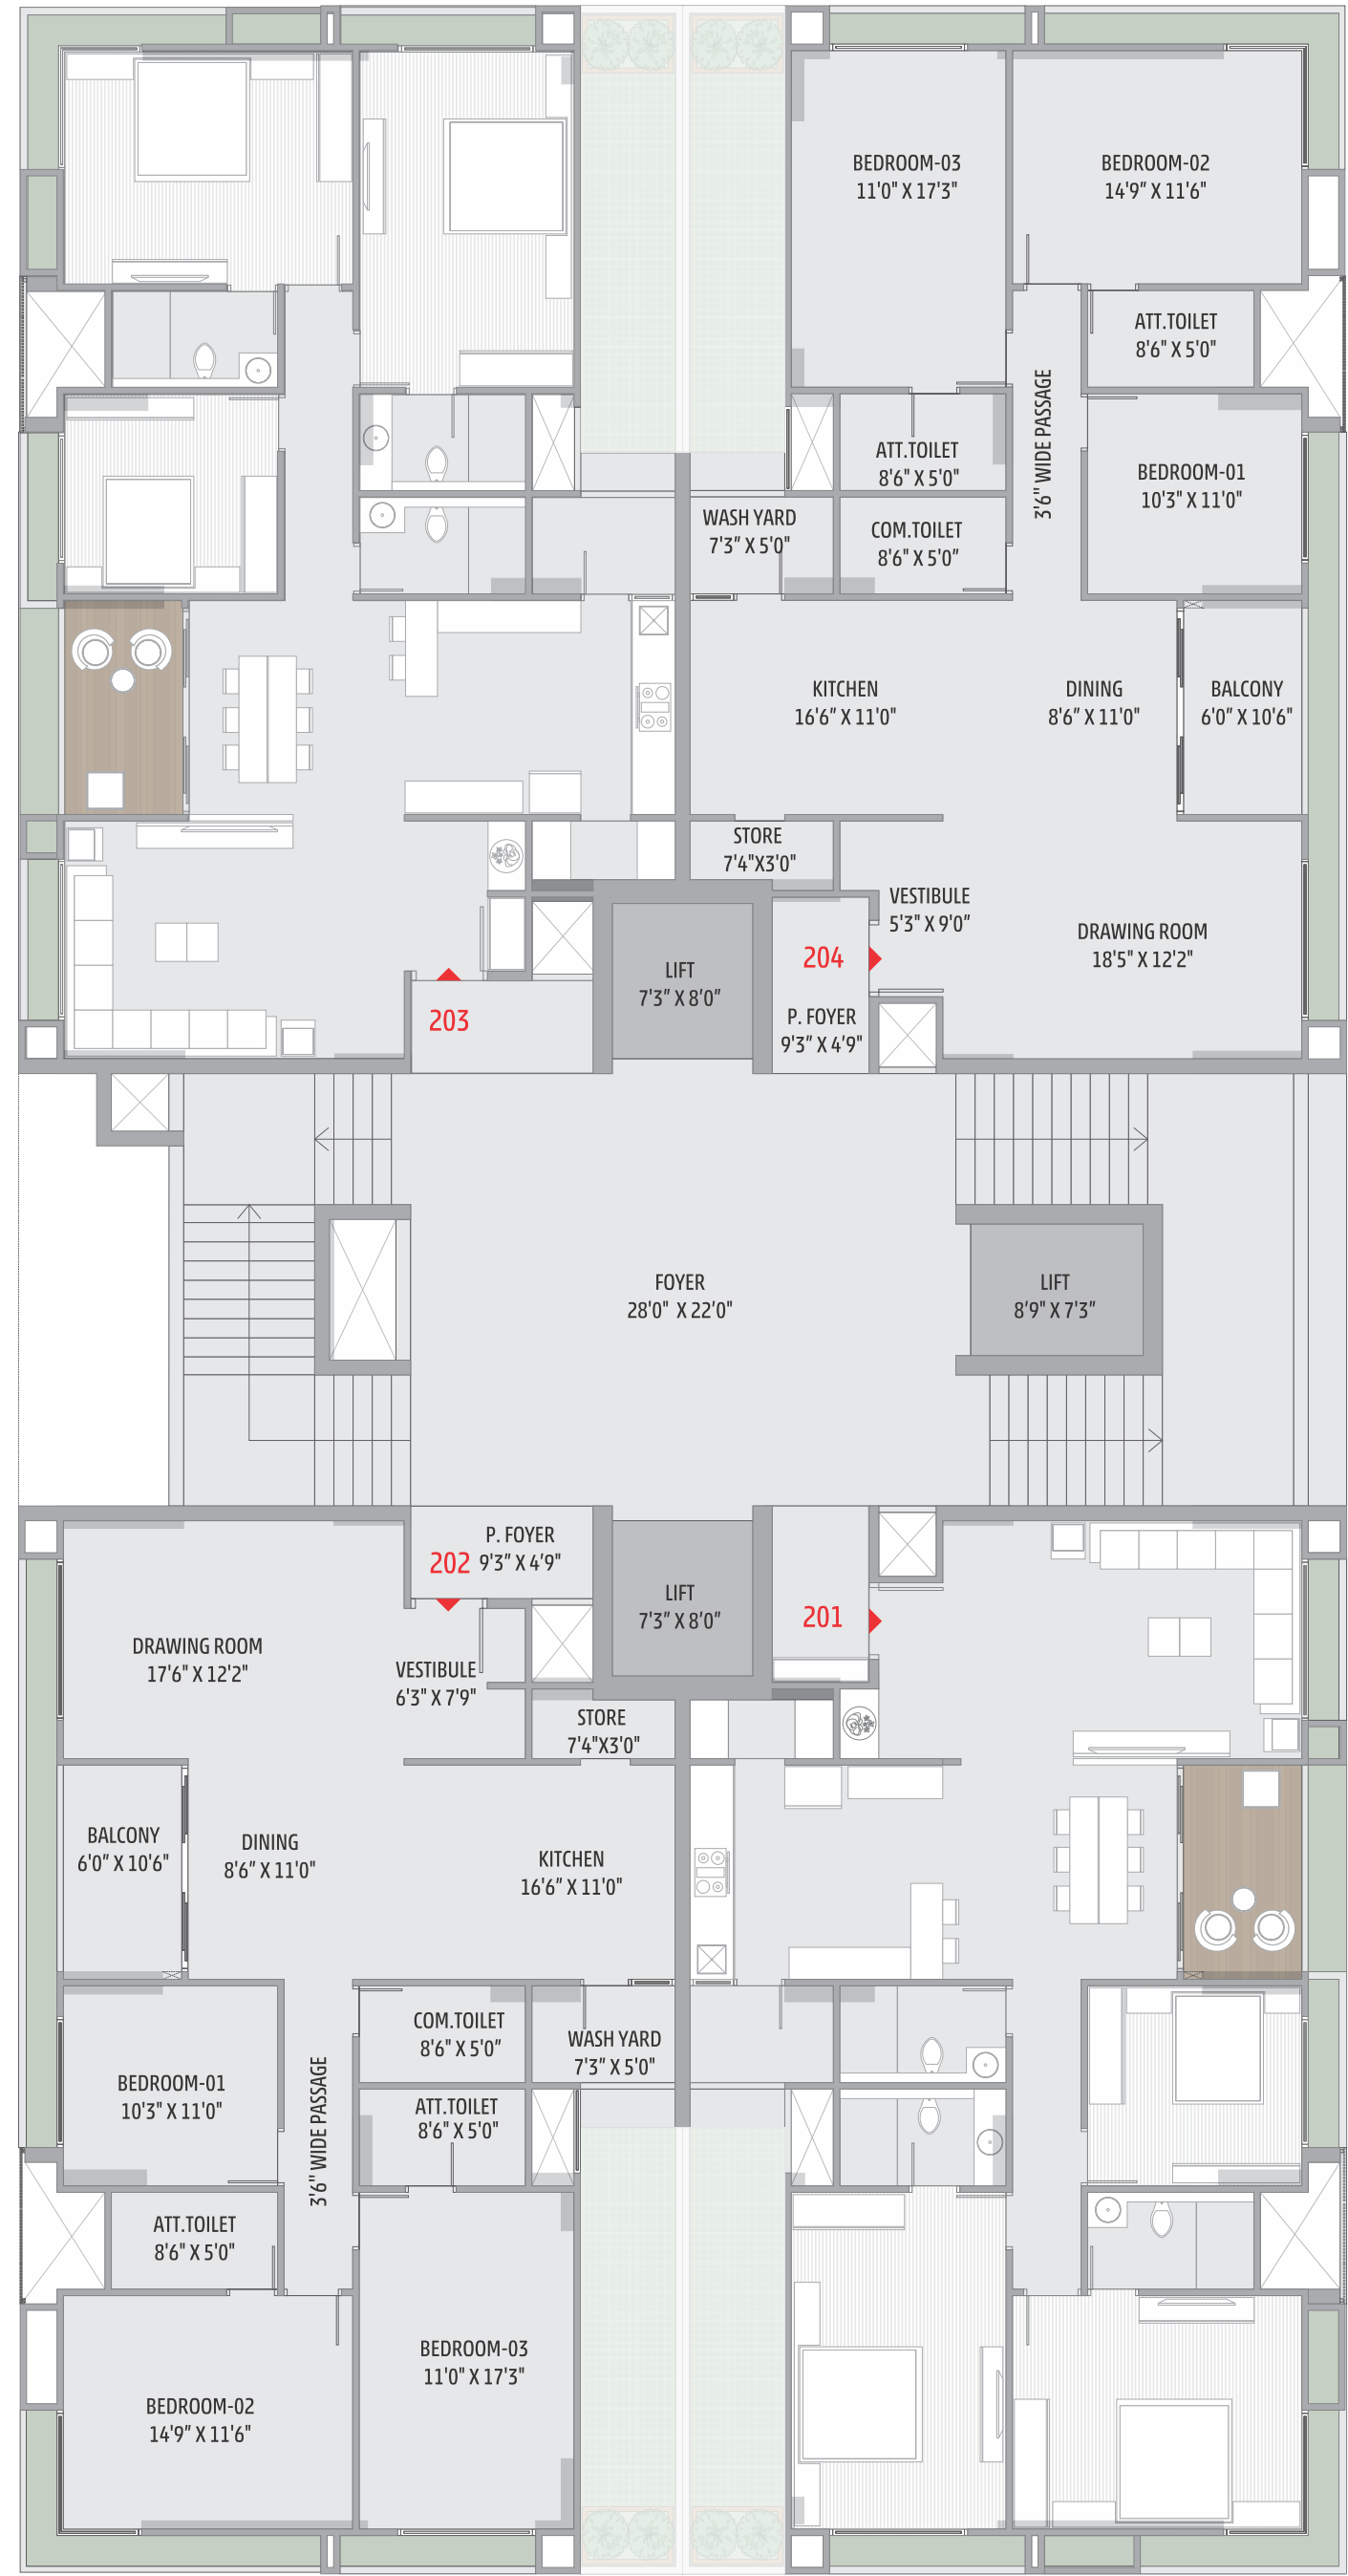 BEDROOM-03
11'0" X 17'3"
BEDROOM-02
14'9" X 11'6"
ATT.TOILET
8'6" X 5'0"
3'6" WIDE PASSAGE
ATT.TOILET
8'6" X 5'0"
BEDROOM-01
10'3" X 11'0"
WASH YARD
7'3" X 5'0"
COM.TOILET
8'6" X 5'0"
KITCHEN
16'6" X 11'0"
DINING
8'6" X 11'0"
BALCONY
6'0" X 10'6"
STORE
7'4"X3'0"
VESTIBULE
5'3" X 9'0"
DRAWING ROOM
18'5" X 12'2"
LIFT
7'3" X 8'0"
204
P. FOYER
9'3" X 4'9"
203
FOYER
28'0" X 22'0"
LIFT
8'9" X 7'3"
P. FOYER
202 9'3" X 4'9"
LIFT
7'3" X 8'0"
201
DRAWING ROOM
17'6" X 12'2"
VESTIBULE
6'3" X 7'9"
STORE
7'4"X3'0"
BALCONY
6'0" X 10'6"
DINING
8'6" X 11'0"
KITCHEN
16'6" X 11'0"
COM.TOILET
8'6" X 5'0"
WASH YARD
7'3" X 5'0"
BEDROOM-01
10'3" X 11'0"
3'6" WIDE PASSAGE
ATT.TOILET
8'6" X 5'0"
ATT.TOILET
8'6" X 5'0"
BEDROOM-03
11'0" X 17'3"
BEDROOM-02
14'9" X 11'6"